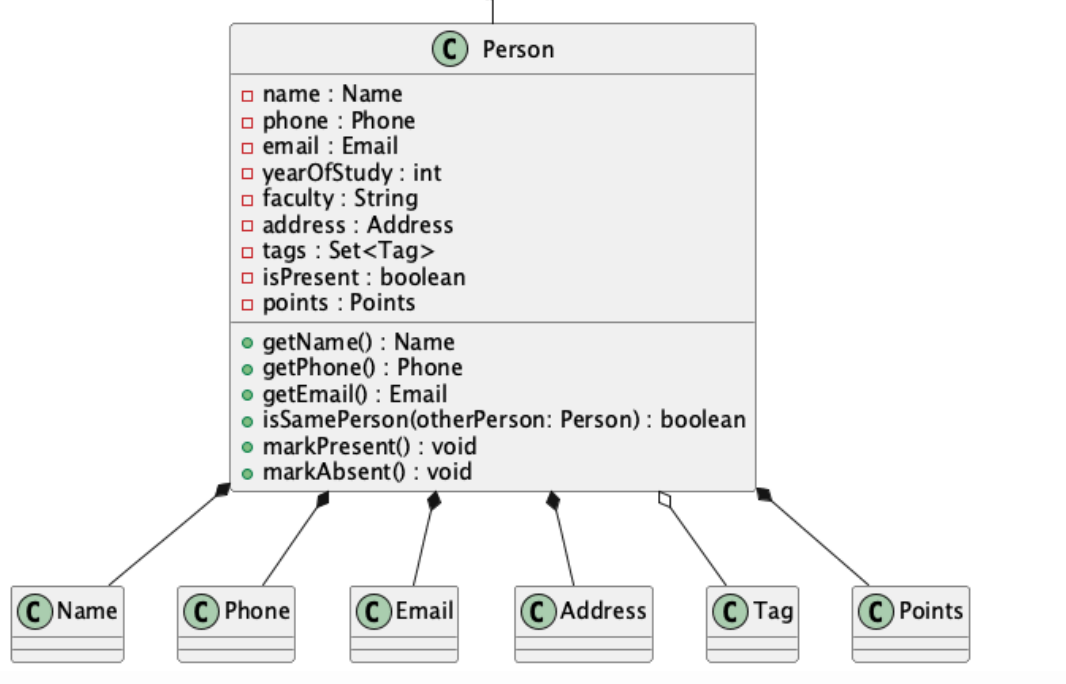 C Person
name : Name
phone : Phone
email : Email
yearOfStudy : int
faculty : String
address : Address
tags : Set<Tag>
isPresent : boolean
points : Points
getName() : Name
getPhone() : Phone
getEmail() : Email
isSamePerson(otherPerson: Person) : boolean
markPresent() : void
markAbsent() : void
C Name
C Phone
C Email
C Address
C Tag
C Points